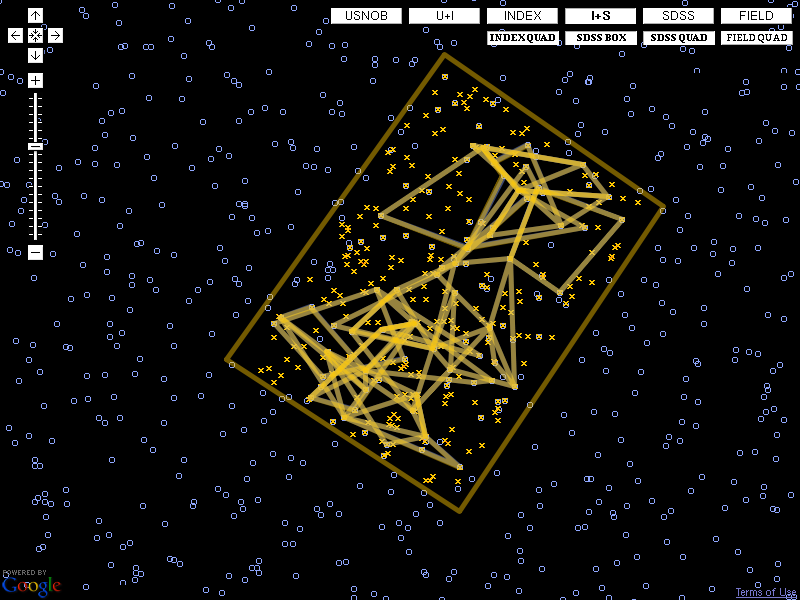 USNOB U+I INDEX I+S SDSS FIELD
INDEX QUAD SDSS BOX SDSS QUAD FIELD QUAD
POWERED BY
Google
Terms of Use